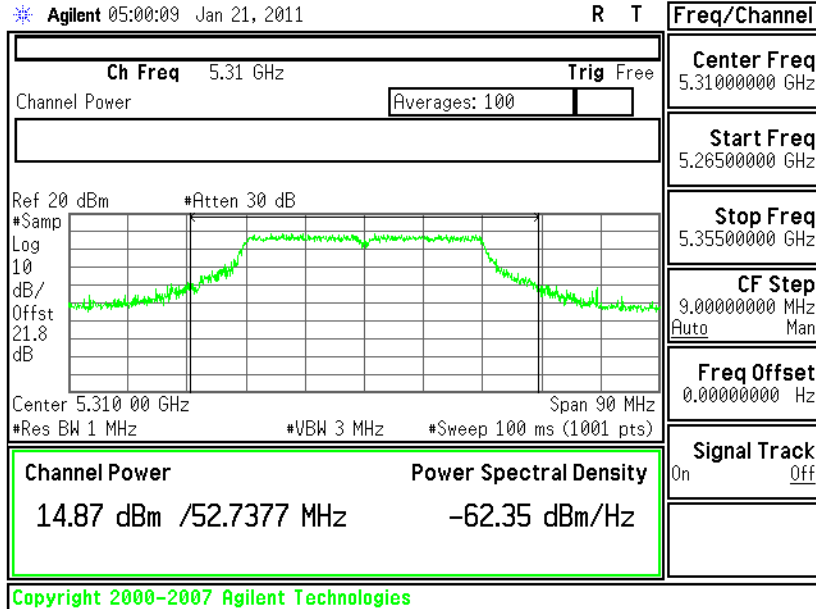 Agilent 05:00:09 Jan 21, 2011 R T
Freq/Channel
Ch Freq 5.31 GHz Trig Free
Channel Power Averages: 100
Ref 20 dBm #Atten 30 dB
#Samp
Log
10
dB/
Offst
21.8
dB
Center 5.310 00 GHz Span 90 MHz
#Res BW 1 MHz #VBW 3 MHz #Sweep 100 ms (1001 pts)
Channel Power Power Spectral Density
14.87 dBm /52.7377 MHz -62.35 dBm/Hz
Center Freq
5.31000000 GHz
Start Freq
5.26500000 GHz
Stop Freq
5.35500000 GHz
CF Step
9.00000000 MHz
Auto Man
Freq Offset
0.00000000 Hz
Signal Track
On Off
Copyright 2000-2007 Agilent Technologies